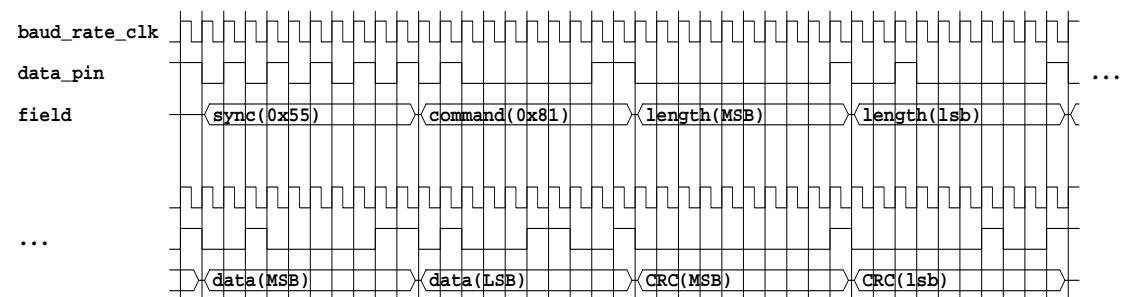 baud_rate_clk
data_pin
...
field
sync(0x55) command(0x81) length(MSB) length(lsb)
...
data(MSB) data(LSB) CRC(MSB) CRC(lsb)